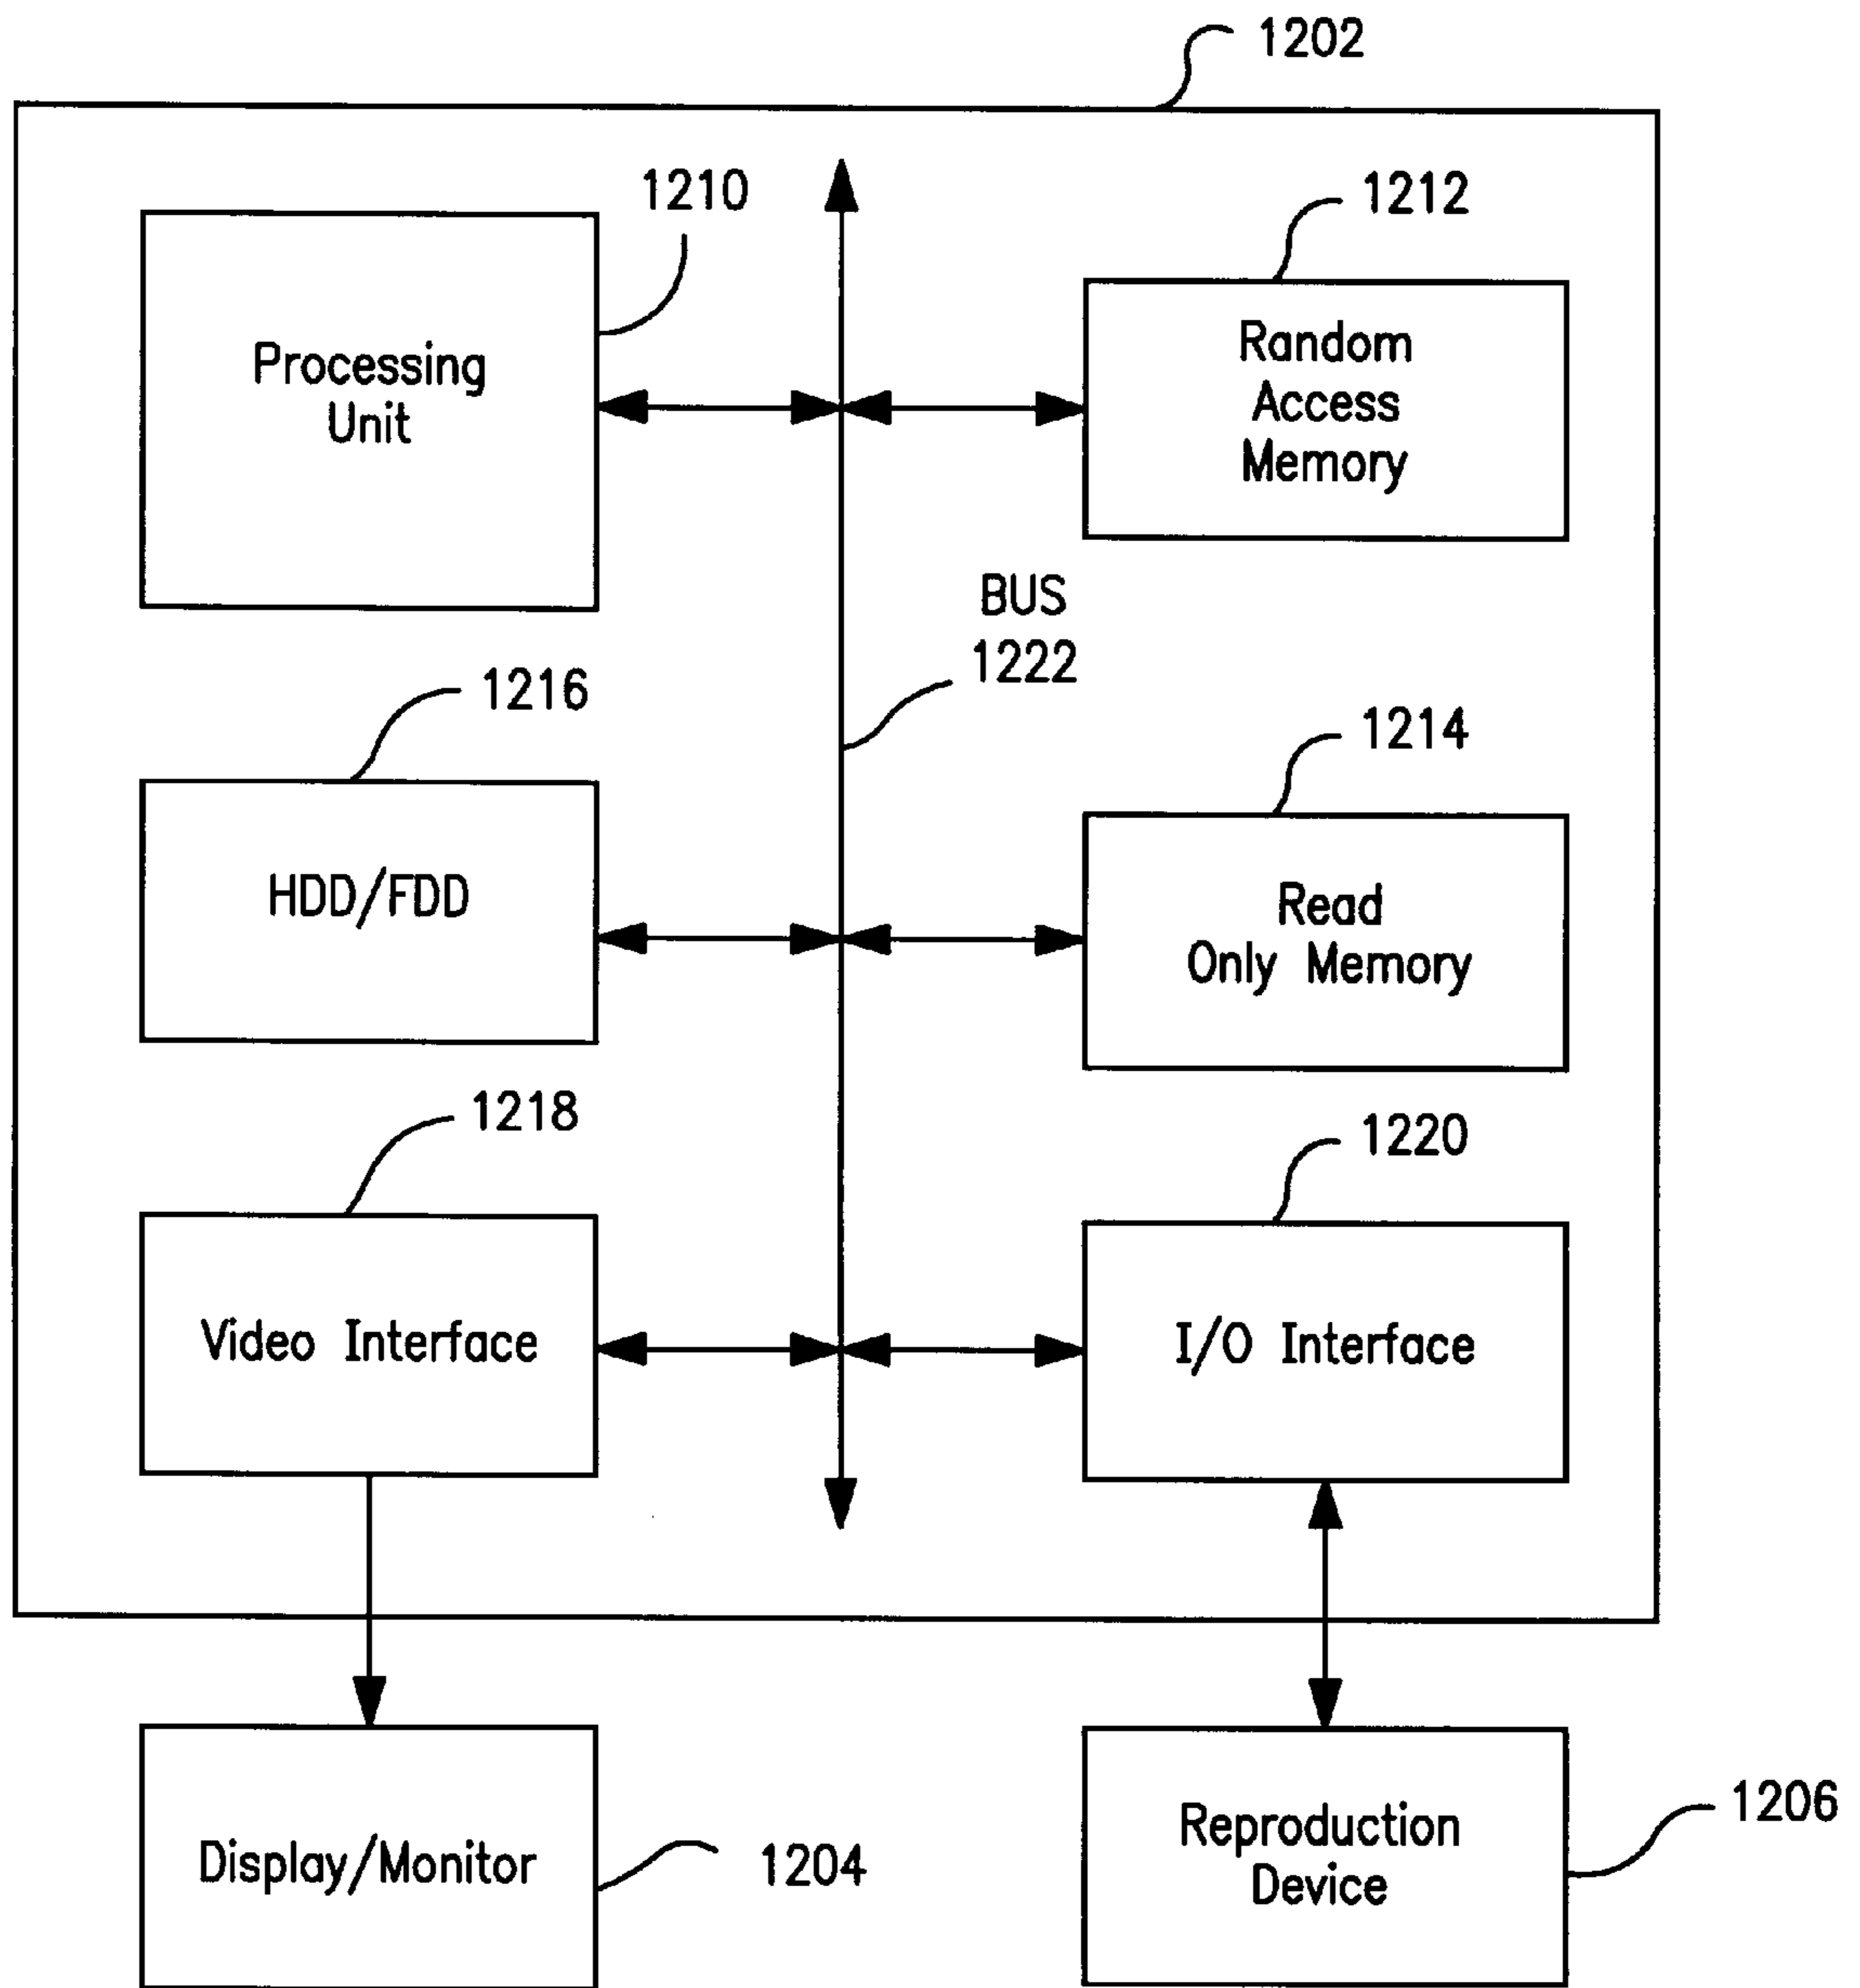 1202
1210
1212
Processing
Unit
Random
Access
Memory
BUS
1222
1216
1214
HDD/FDD
Read
Only Memory
1218
1220
Video Interface
I/O Interface
Display/Monitor
1204
Reproduction
Device
1206